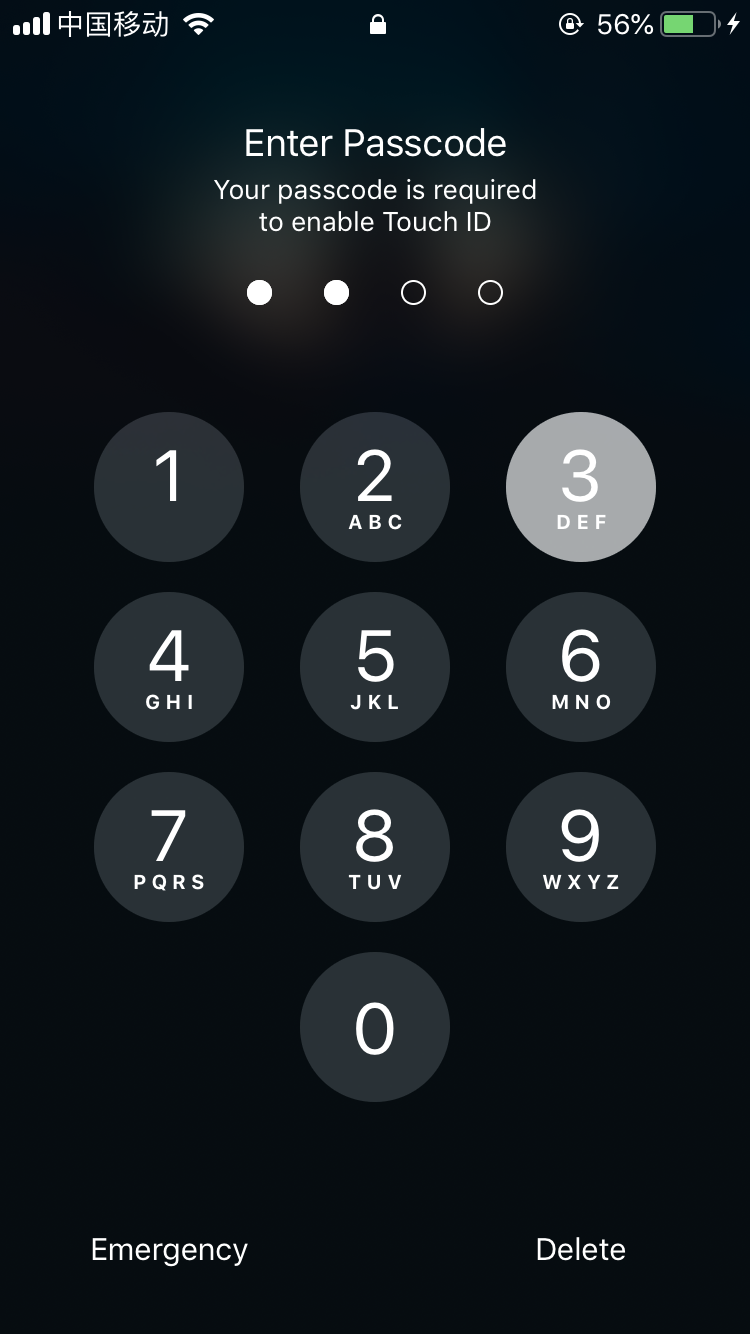 中国移动 56%
Enter Passcode
Your passcode is required
to enable Touch ID
1 2 3
ABC DEF
4 5 6
GHI JKL MNO
7 8 9
PQRS TUV WXYZ
0
Emergency Delete